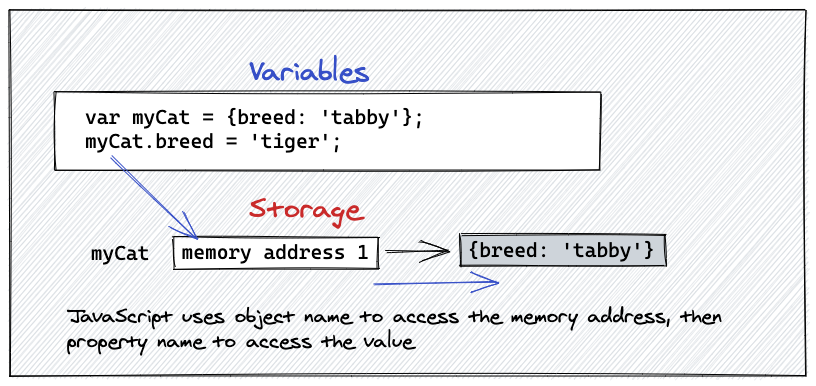 Variables
var myCat = {breed: 'tabby'};
myCat.breed = 'tiger';
Storage
myCat memory address 1 {breed: 'tabby'}
JavaScript uses object name to access the memory address, then
property name to access the value